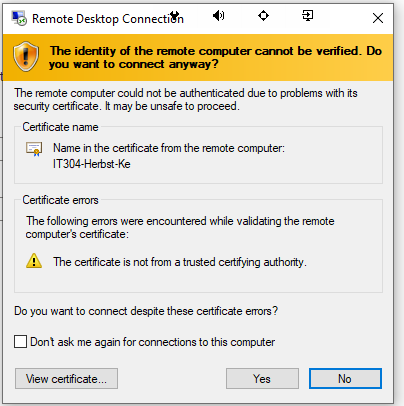 Remote Desktop Connection
The identity of the remote computer cannot be verified. Do
you want to connect anyway?
The remote computer could not be authenticated due to problems with its
security certificate. It may be unsafe to proceed.
Certificate name
Name in the certificate from the remote computer:
IT304-Herbst-Ke
Certificate errors
The following errors were encountered while validating the remote
computer's certificate:
The certificate is not from a trusted certifying authority.
Do you want to connect despite these certificate errors?
Don't ask me again for connections to this computer
View certificate... Yes No